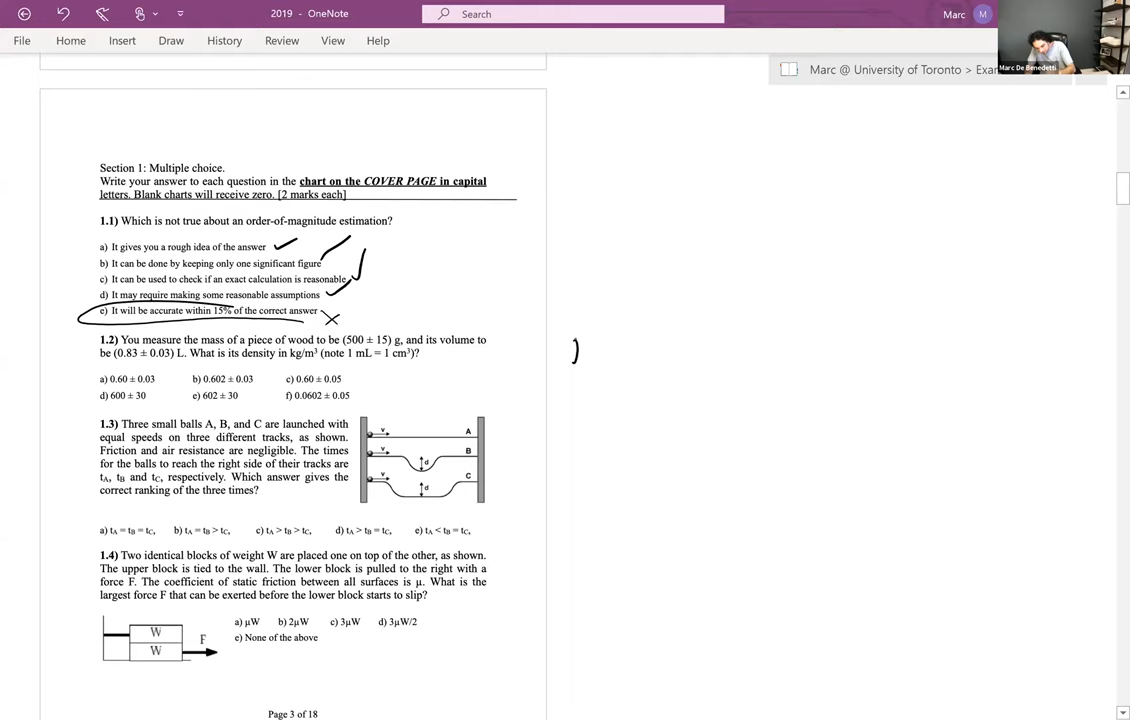 2019 - OneNote
Search
Marc
M
File Home Insert Draw History Review View Help
Marc De Benedetti
Marc @ University of Toronto > Exa
Section 1: Multiple choice.
Write your answer to each question in the chart on the COVER PAGE in capital
letters. Blank charts will receive zero. [2 marks each]
1.1) Which is not true about an order-of-magnitude estimation?
a) It gives you a rough idea of the answer
b) It can be done by keeping only one significant figure
c) It can be used to check if an exact calculation is reasonable
d) It may require making some reasonable assumptions
e) It will be accurate within 15% of the correct answer
1.2) You measure the mass of a piece of wood to be (500 ± 15) g, and its volume to
be (0.83 ± 0.03) L. What is its density in kg/m³ (note 1 mL = 1 cm³)?
a) 0.60 ± 0.03 b) 0.602 ± 0.03 c) 0.60 ± 0.05
d) 600 ± 30 e) 602 ± 30 f) 0.0602 ± 0.05
1.3) Three small balls A, B, and C are launched with
equal speeds on three different tracks, as shown.
Friction and air resistance are negligible. The times
for the balls to reach the right side of their tracks are
tA, tB and tC, respectively. Which answer gives the
correct ranking of the three times?
v A
v B
d
v C
d
a) tA = tB = tC, b) tA = tB > tC, c) tA > tB > tC, d) tA > tB = tC, e) tA < tB = tC,
1.4) Two identical blocks of weight W are placed one on top of the other, as shown.
The upper block is tied to the wall. The lower block is pulled to the right with a
force F. The coefficient of static friction between all surfaces is μ. What is the
largest force F that can be exerted before the lower block starts to slip?
a) μW b) 2μW c) 3μW d) 3μW/2
e) None of the above
W
W
F
Page 3 of 18